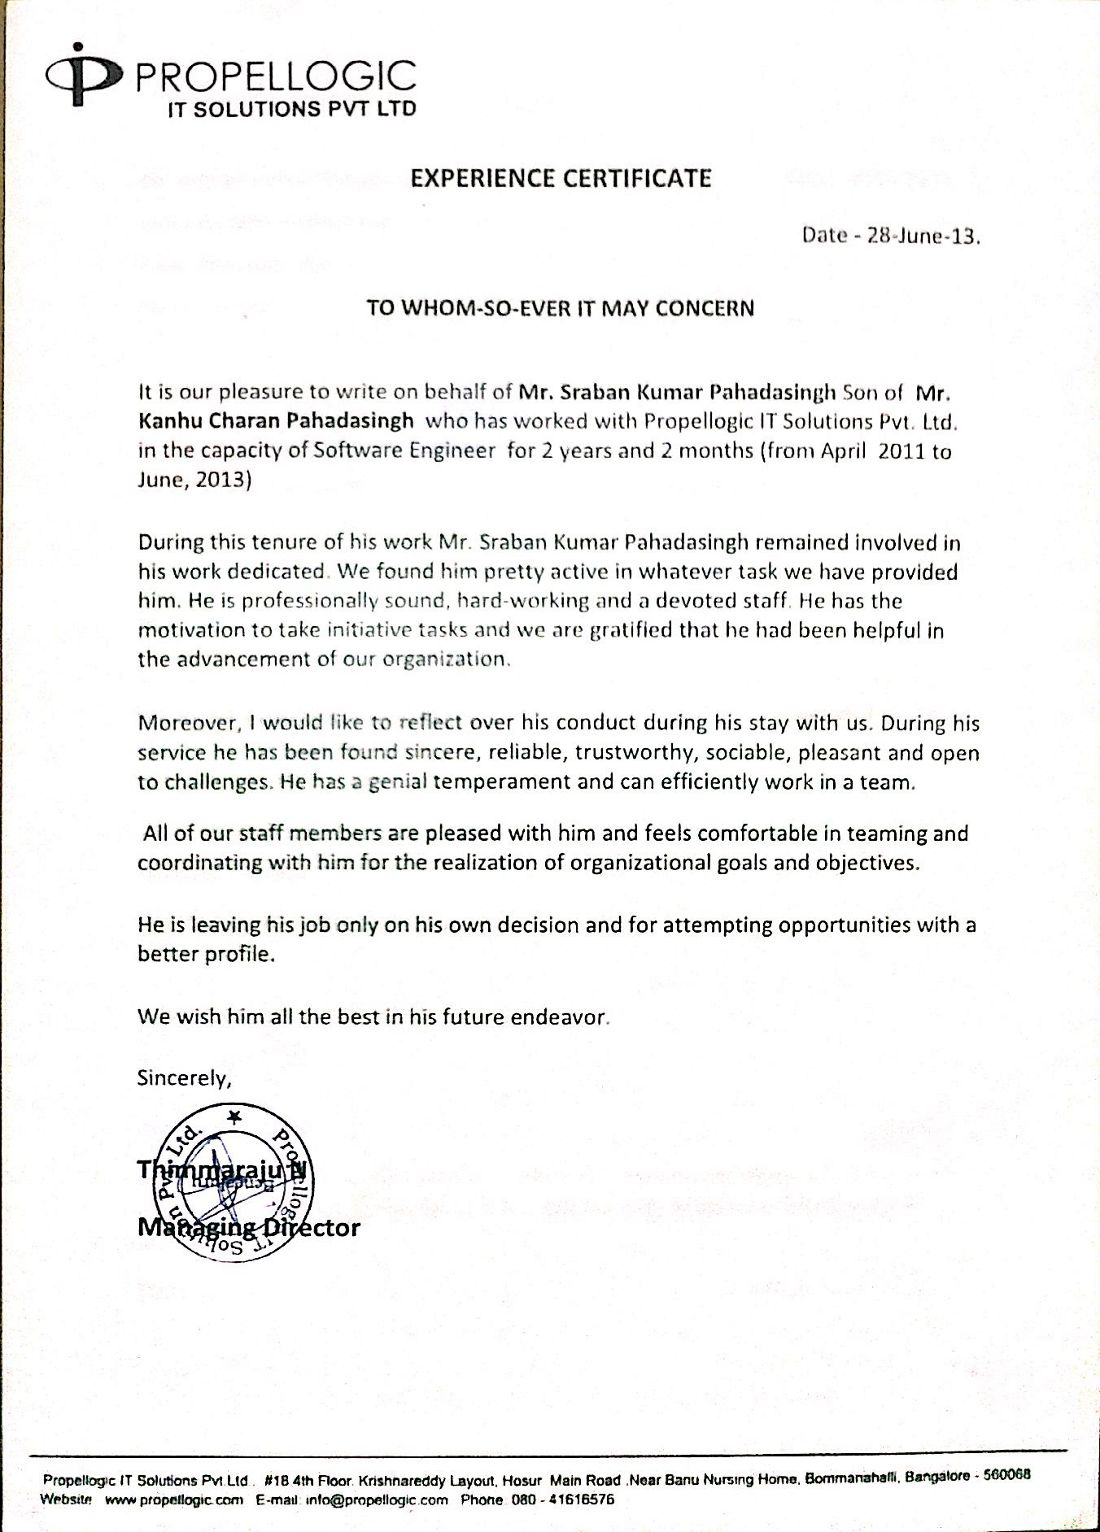 PROPELLOGIC
IT SOLUTIONS PVT LTD
EXPERIENCE CERTIFICATE
Date - 28-June-13.
TO WHOM-SO-EVER IT MAY CONCERN
It is our pleasure to write on behalf of Mr. Sraban Kumar Pahadasingh Son of Mr.
Kanhu Charan Pahadasingh who has worked with Propellogic IT Solutions Pvt. Ltd.
in the capacity of Software Engineer for 2 years and 2 months (from April 2011 to
June, 2013)
During this tenure of his work Mr. Sraban Kumar Pahadasingh remained involved in
his work dedicated. We found him pretty active in whatever task we have provided
him. He is professionally sound, hard-working and a devoted staff. He has the
motivation to take initiative tasks and we are gratified that he had been helpful in
the advancement of our organization.
Moreover, I would like to reflect over his conduct during his stay with us. During his
service he has been found sincere, reliable, trustworthy, sociable, pleasant and open
to challenges. He has a genial temperament and can efficiently work in a team.
All of our staff members are pleased with him and feels comfortable in teaming and
coordinating with him for the realization of organizational goals and objectives.
He is leaving his job only on his own decision and for attempting opportunities with a
better profile.
We wish him all the best in his future endeavor.
Sincerely,
Thimmaraju N
Managing Director
Propellogic IT Solution Pvt. Ltd.
Propellogic IT Solutions Pvt Ltd. #18 4th Floor. Krishnareddy Layout, Hosur Main Road ,Near Banu Nursing Home, Bommanahalli, Bangalore - 560068
Website www.propellogic.com E-mail info@propellogic.com Phone 080 - 41616576